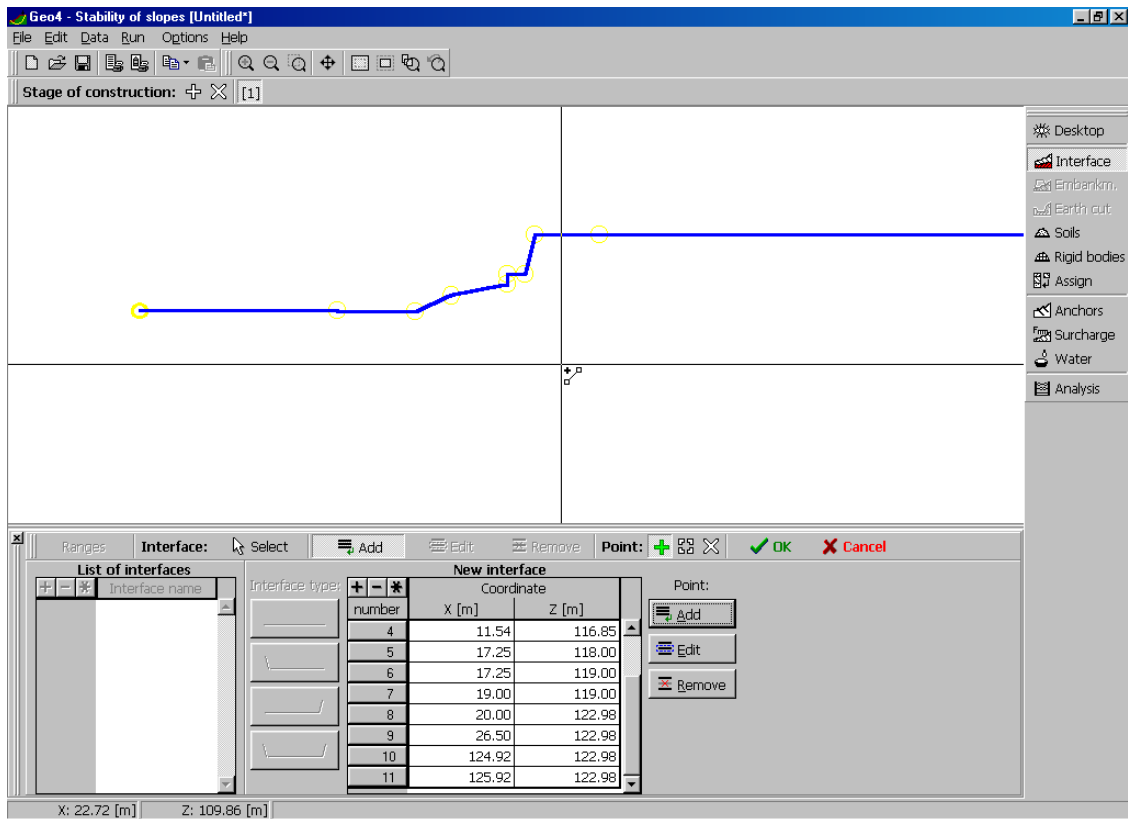 Geo4 - Stability of slopes [Untitled*]
File Edit Data Run Options Help
Stage of construction: [1]
Desktop
Interface
Embankm.
Earth cut
Soils
Rigid bodies
Assign
Anchors
Surcharge
Water
Analysis
Ranges Interface: Select Add Edit Remove Point: OK Cancel
List of interfaces
+ - * Interface name
Interface type:
New interface
+ - * Coordinate
number X [m] Z [m]
4 11.54 116.85
5 17.25 118.00
6 17.25 119.00
7 19.00 119.00
8 20.00 122.98
9 26.50 122.98
10 124.92 122.98
11 125.92 122.98
Point:
Add
Edit
Remove
X: 22.72 [m] Z: 109.86 [m]